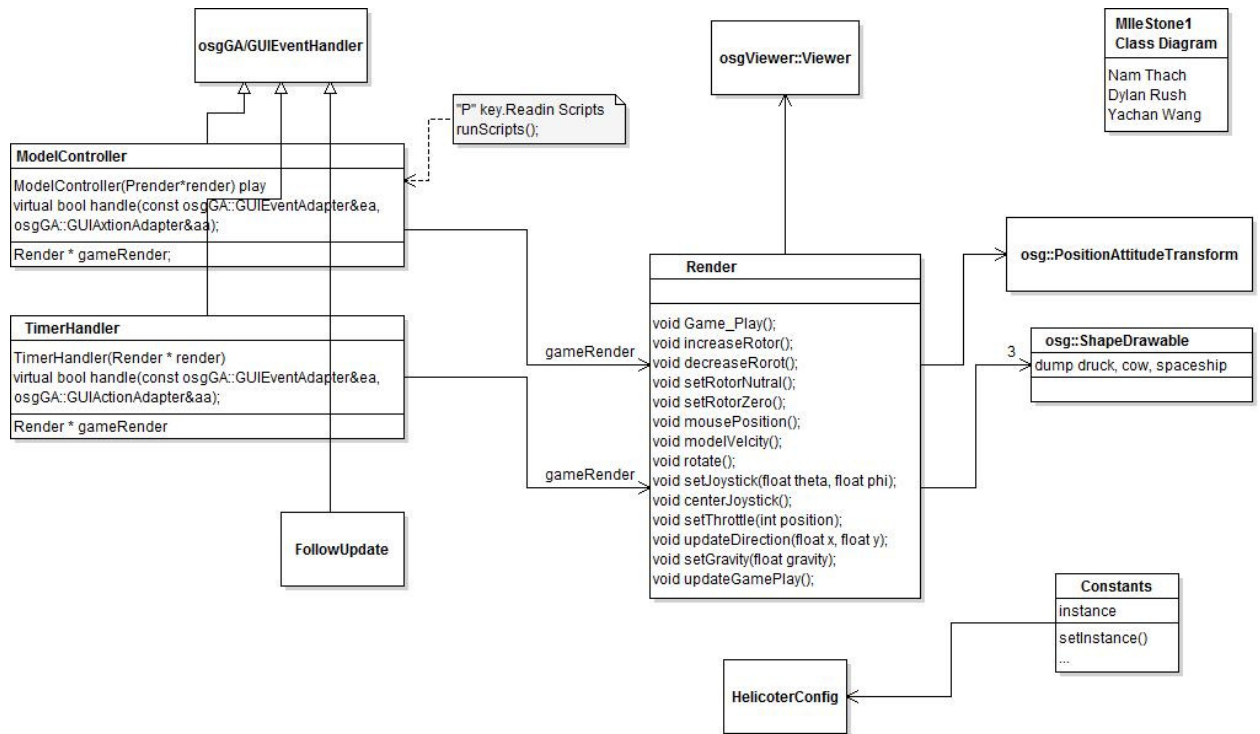 osgGA/GUIEventHandler
osgViewer::Viewer
MIleStone1
Class Diagram
Nam Thach
Dylan Rush
Yachan Wang
"P" key.Readin Scripts
runScripts();
ModelController
ModelController(Prender*render) play
virtual bool handle(const osgGA::GUIEventAdapter&ea,
osgGA::GUIAxtionAdapter&aa);
Render * gameRender;
TimerHandler
TimerHandler(Render * render)
virtual bool handle(const osgGA::GUIEventAdapter&ea,
osgGA::GUIActionAdapter&aa);
Render * gameRender
FollowUpdate
gameRender
gameRender
Render
void Game_Play();
void increaseRotor();
void decreaseRorot();
void setRotorNutral();
void setRotorZero();
void mousePosition();
void modelVelcity();
void rotate();
void setJoystick(float theta, float phi);
void centerJoystick();
void setThrottle(int position);
void updateDirection(float x, float y);
void setGravity(float gravity);
void updateGamePlay();
osg::PositionAttitudeTransform
3
osg::ShapeDrawable
dump druck, cow, spaceship
Constants
instance
setInstance()
...
HelicoterConfig